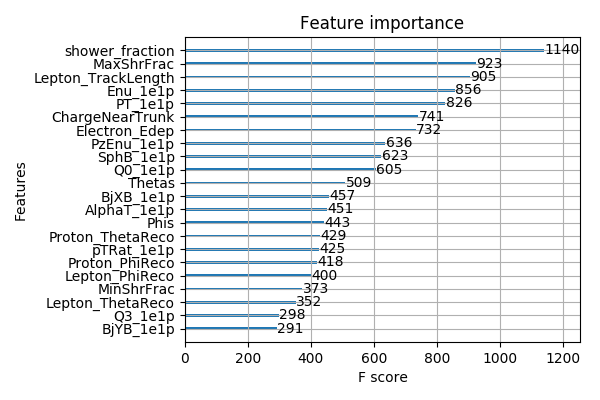 Feature importance
Features
shower_fraction 1140
MaxShrFrac 923
Lepton_TrackLength 905
Enu_1e1p 856
PT_1e1p 826
ChargeNearTrunk 741
Electron_Edep 732
PzEnu_1e1p 636
SphB_1e1p 623
Q0_1e1p 605
Thetas 509
BjXB_1e1p 457
AlphaT_1e1p 451
Phis 443
Proton_ThetaReco 429
pTRat_1e1p 425
Proton_PhiReco 418
Lepton_PhiReco 400
MinShrFrac 373
Lepton_ThetaReco 352
Q3_1e1p 298
BjYB_1e1p 291
0 200 400 600 800 1000 1200
F score